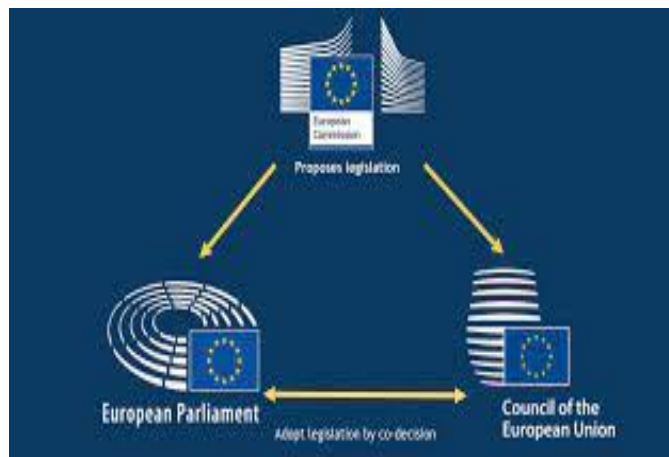 European
Commission
Proposes legislation
European Parliament
Council of the
European Union
Adopt legislation by co-decision